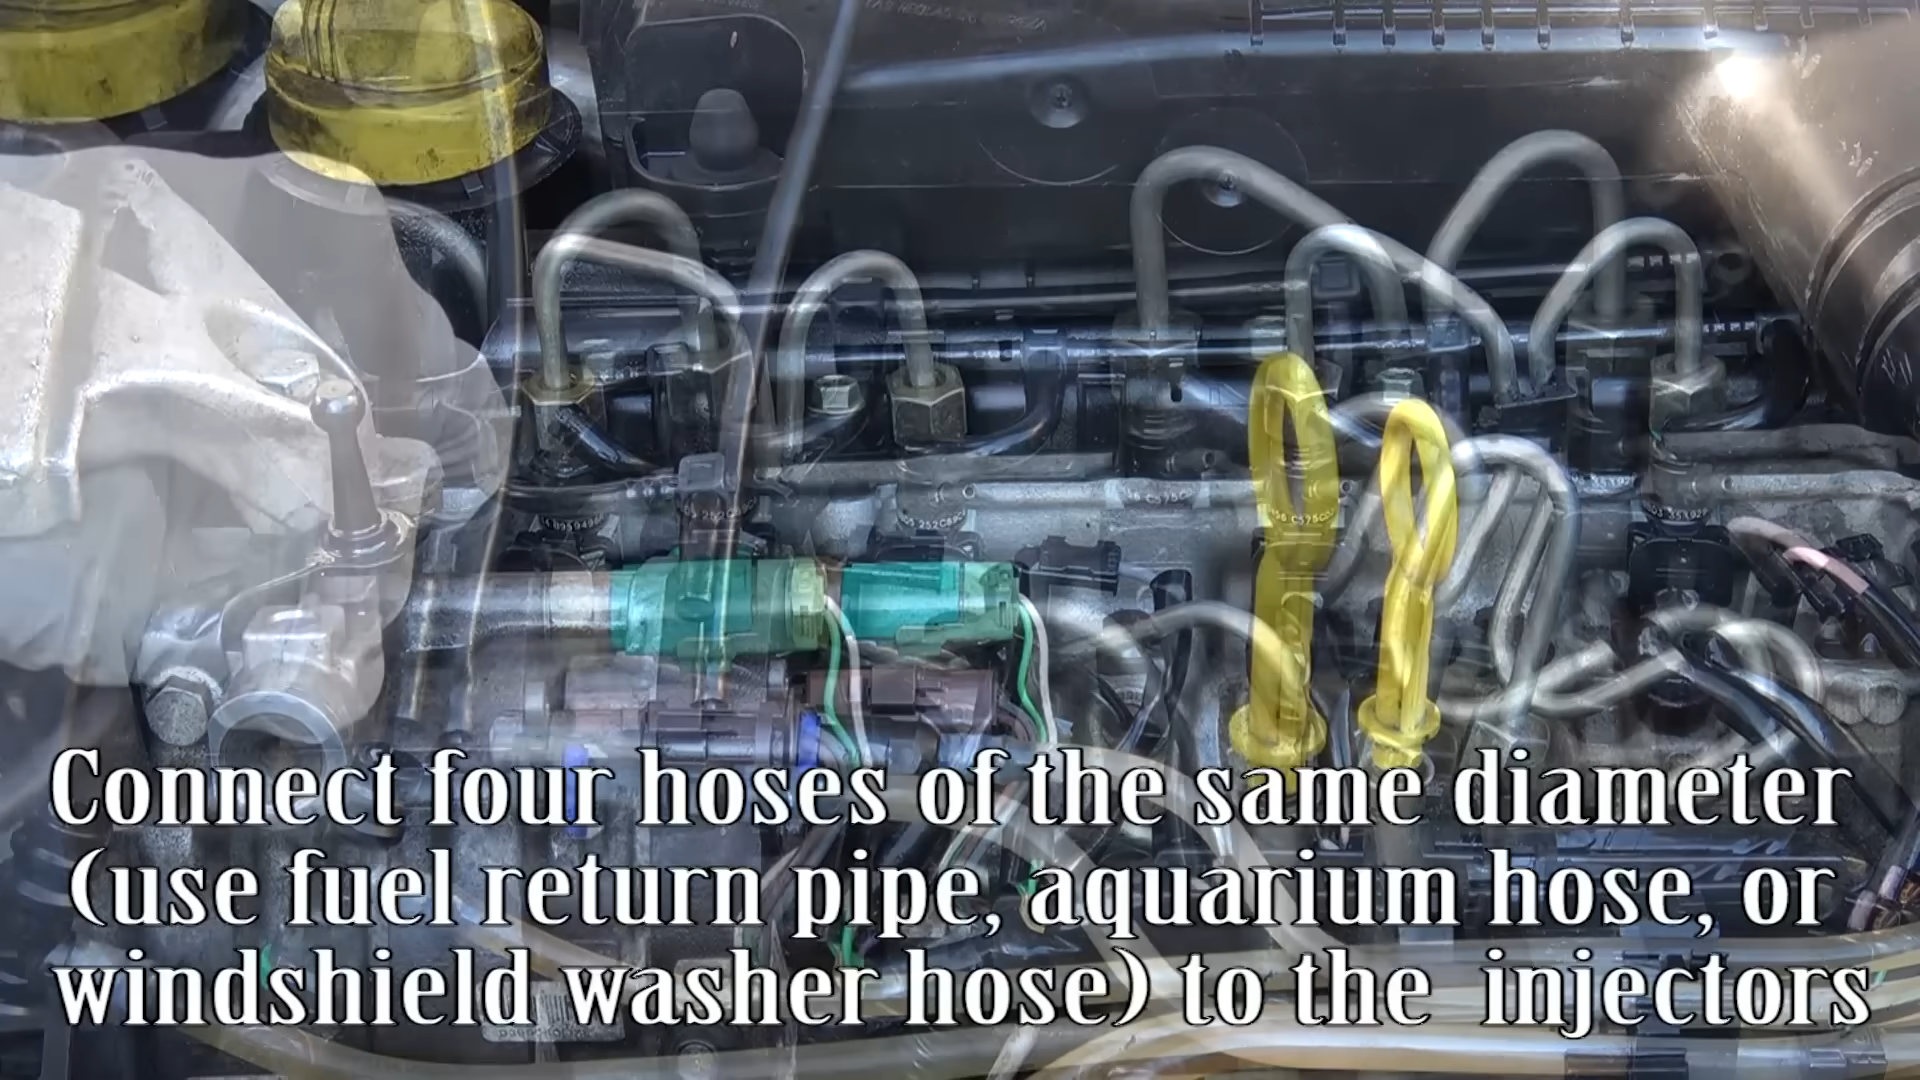 Connect four hoses of the same diameter
(use fuel return pipe, aquarium hose, or
windshield washer hose) to the injectors